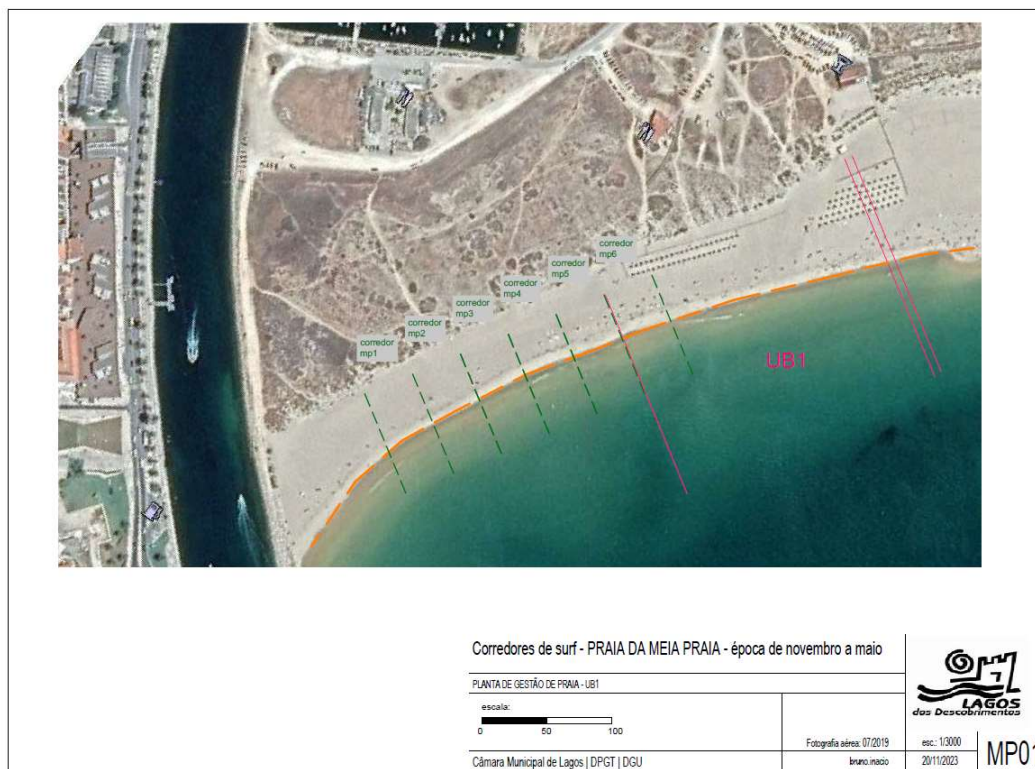 corredor
mp6
corredor
mp5
corredor
mp4
corredor
mp3
corredor
mp2
corredor
mp1
UB1
Corredores de surf - PRAIA DA MEIA PRAIA - época de novembro a maio
PLANTA DE GESTÃO DE PRAIA - UB1
escala:
0 50 100
Câmara Municipal de Lagos | DPGT | DGU
Fotografia aérea: 07/2019
bruno.inacio
LAGOS
dos Descobrimentos
esc.: 1/3000
20/11/2023
MP01